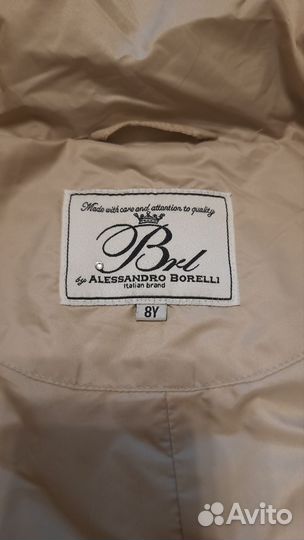 Made with care and attention to quality
Brl
by ALESSANDRO BORELLI
Italian brand
8Y
Avito